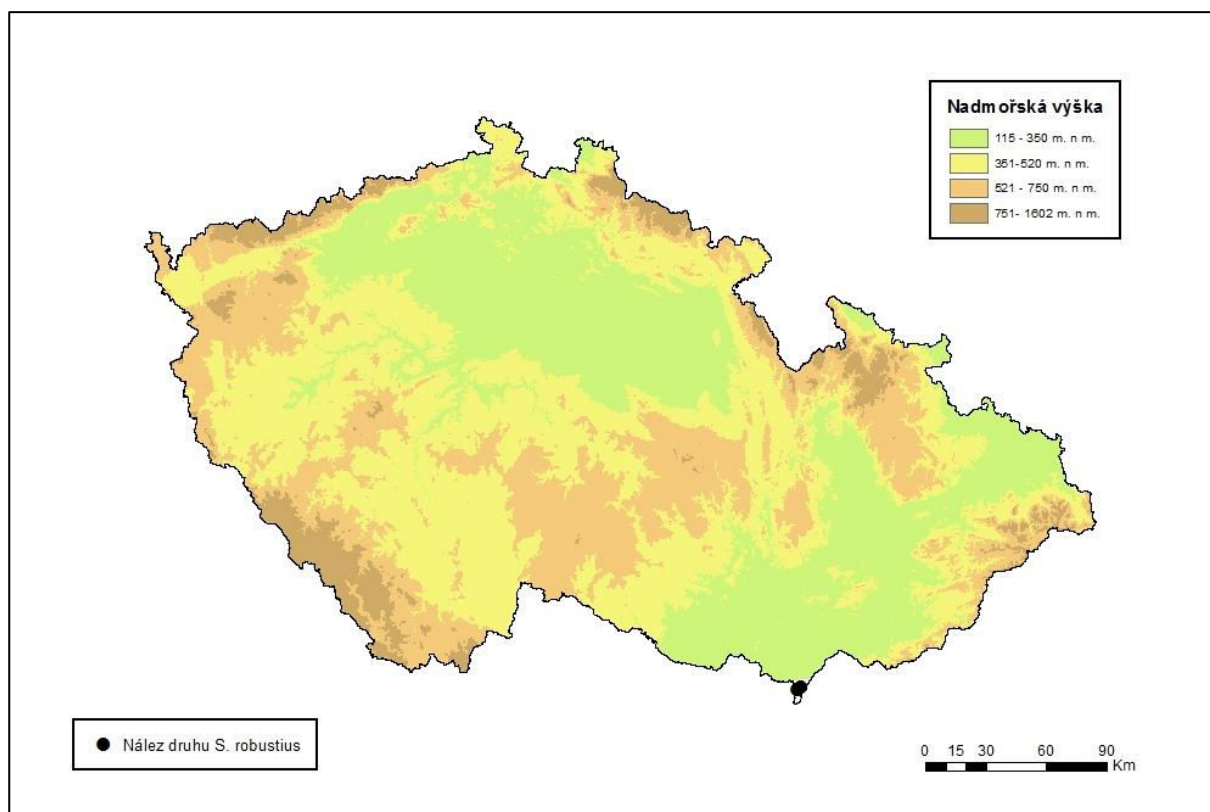 Nadmořská výška
115 - 350 m. n m.
351-520 m. n m.
521 - 750 m. n m.
751- 1602 m. n m.
Nález druhu S. robustius
0 15 30 60 90
Km